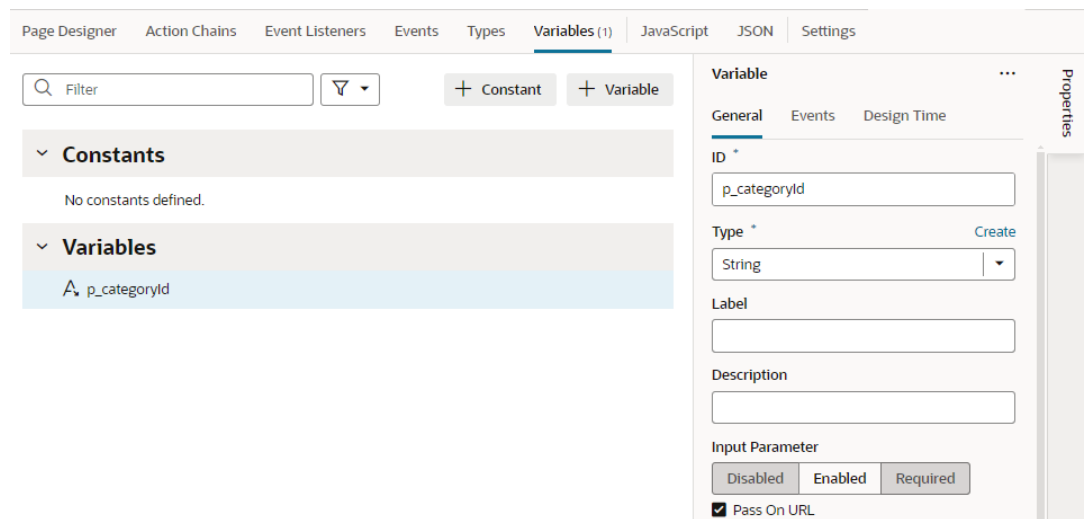 Page Designer Action Chains Event Listeners Events Types Variables (1) JavaScript JSON Settings
Filter
+ Constant + Variable
Constants
No constants defined.
Variables
p_categoryId
Variable
Properties
General Events Design Time
ID *
p_categoryId
Type * Create
String
Label
Description
Input Parameter
Disabled Enabled Required
Pass On URL